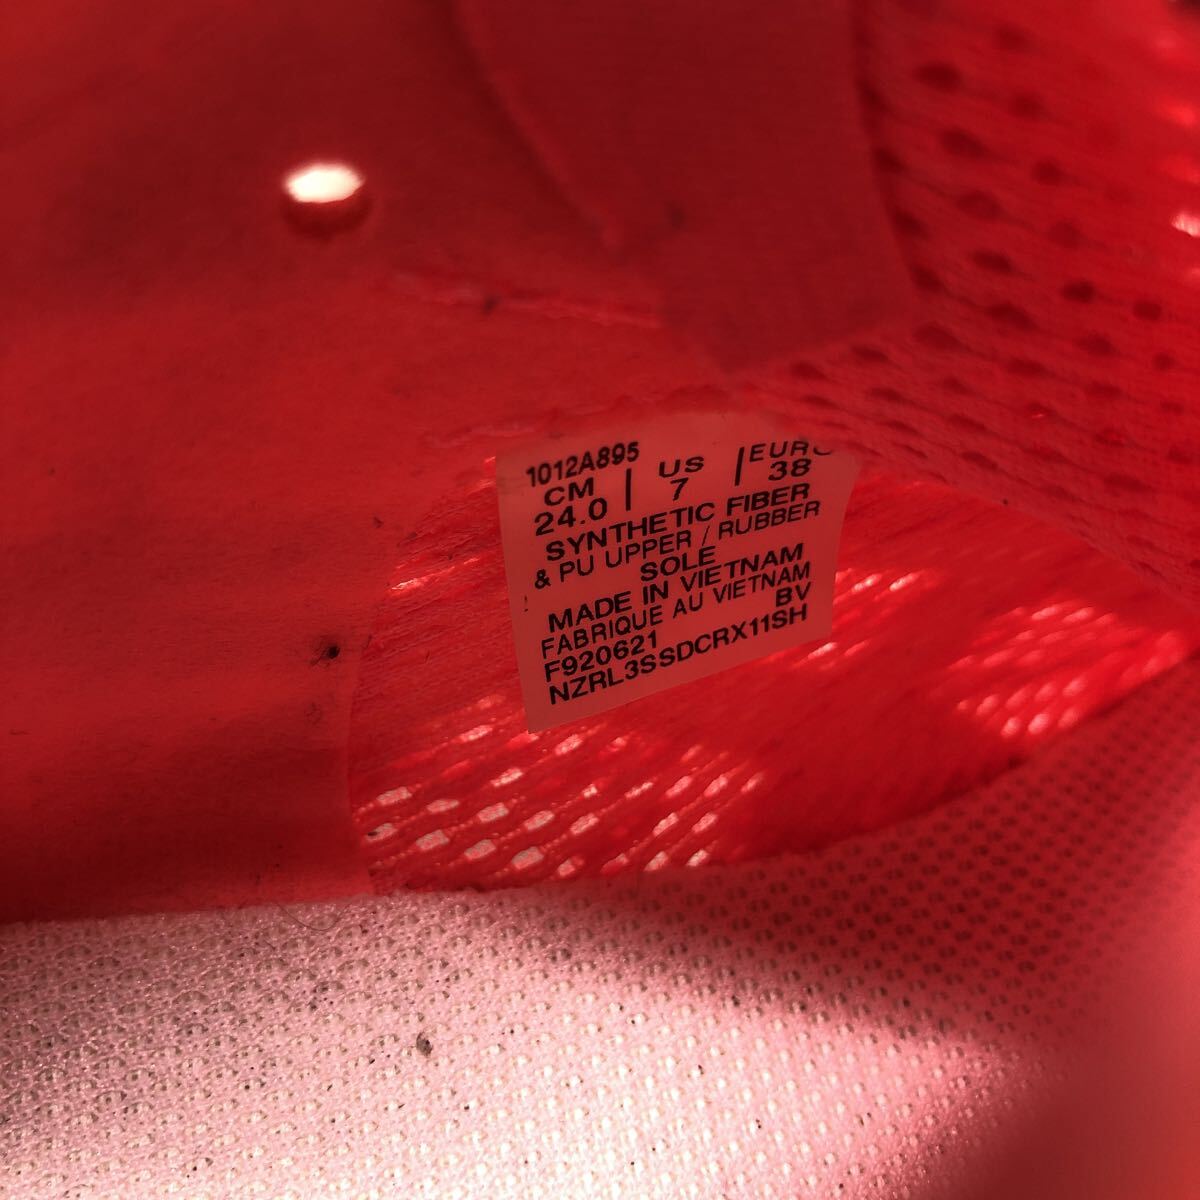 1012A895
CM | US | EURO
24.0 7 38
SYNTHETIC FIBER
& PU UPPER / RUBBER
SOLE
MADE IN VIETNAM
FABRIQUE AU VIETNAM
BV
F920621
NZRL3SSDCRX11SH